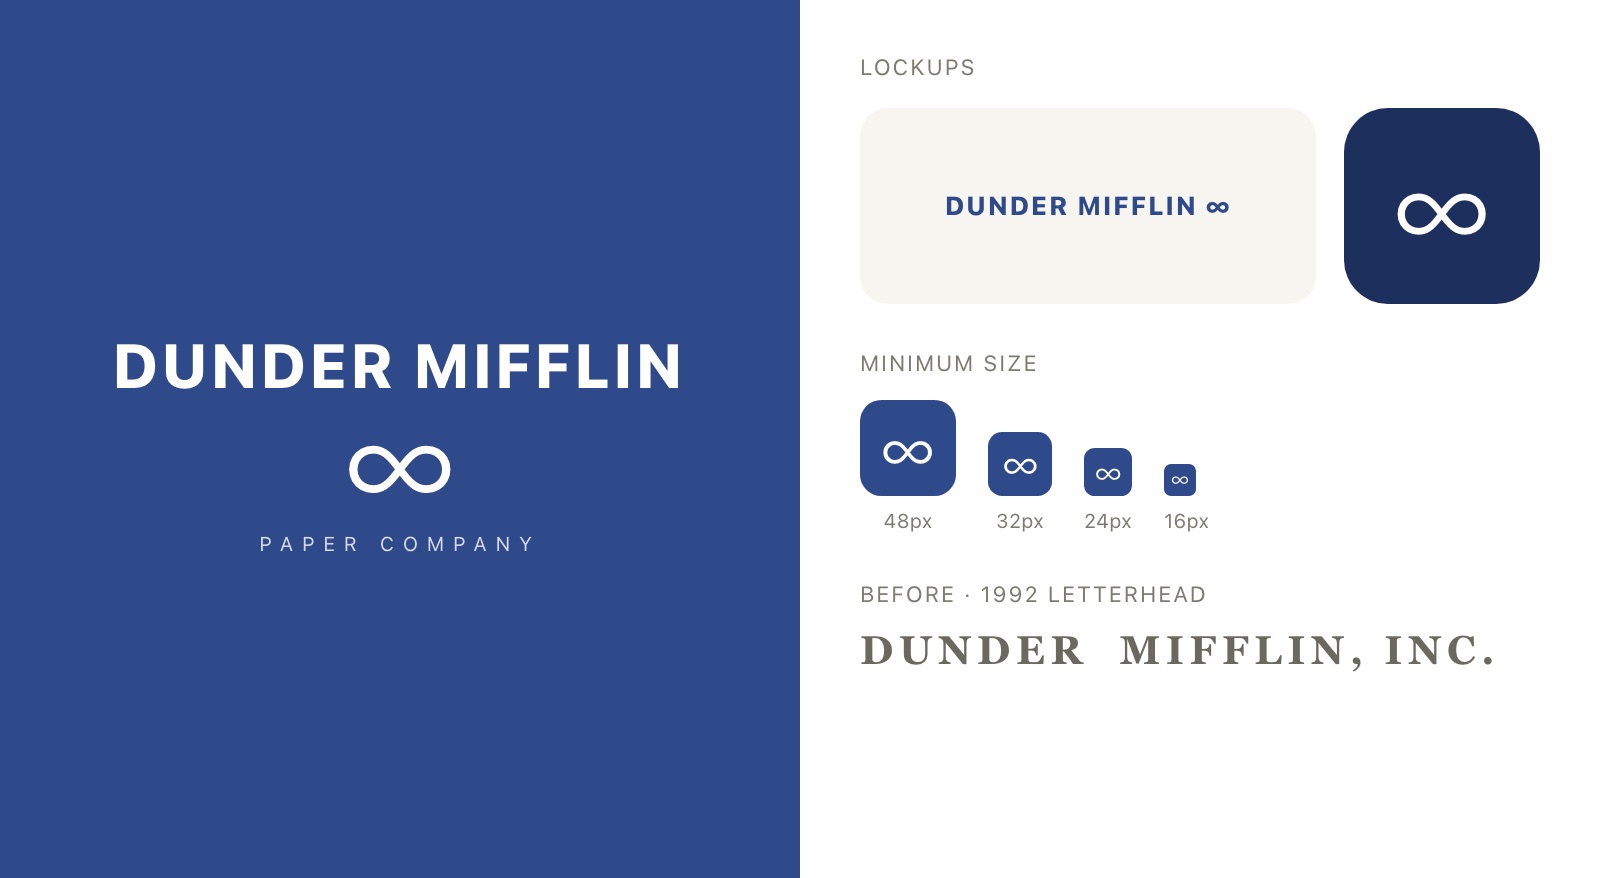 DUNDER MIFFLIN
∞
PAPER COMPANY
LOCKUPS
DUNDER MIFFLIN ∞
∞
MINIMUM SIZE
∞ ∞ ∞ ∞
48px 32px 24px 16px
BEFORE · 1992 LETTERHEAD
DUNDER MIFFLIN, INC.